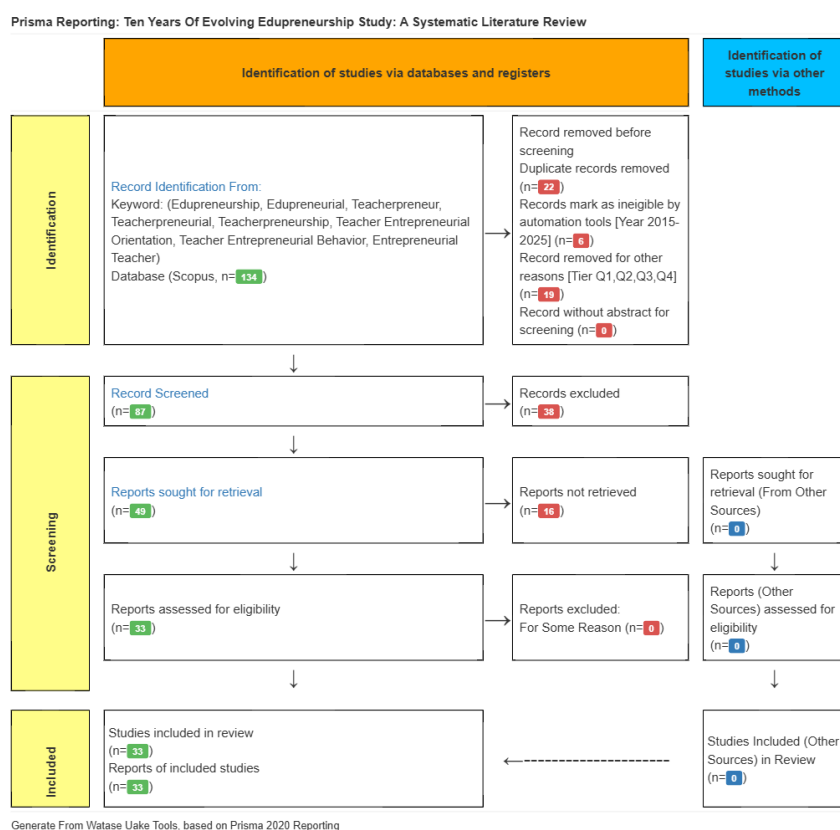 Prisma Reporting: Ten Years Of Evolving Edupreneurship Study: A Systematic Literature Review
Identification of studies via databases and registers
Identification of
studies via other
methods
Identification
Record Identification From:
Keyword: (Edupreneurship, Edupreneurial, Teacherpreneur,
Teacherpreneurial, Teacherpreneurship, Teacher Entrepreneurial
Orientation, Teacher Entrepreneurial Behavior, Entrepreneurial
Teacher)
Database (Scopus, n=134)
Record removed before
screening
Duplicate records removed
(n=22)
Records mark as ineigible by
automation tools [Year 2015-
2025] (n=6)
Record removed for other
reasons [Tier Q1,Q2,Q3,Q4]
(n=19)
Record without abstract for
screening (n=0)
↓
Screening
Record Screened
(n=87)
Records excluded
(n=38)
Reports sought for retrieval
(n=49)
Reports not retrieved
(n=16)
Reports sought for
retrieval (From Other
Sources)
(n=0)
Reports assessed for eligibility
(n=33)
Reports excluded:
For Some Reason (n=0)
Reports (Other
Sources) assessed for
eligibility
(n=0)
Included
Studies included in review
(n=33)
Reports of included studies
(n=33)
Studies Included (Other
Sources) in Review
(n=0)
Generate From Watase Uake Tools, based on Prisma 2020 Reporting